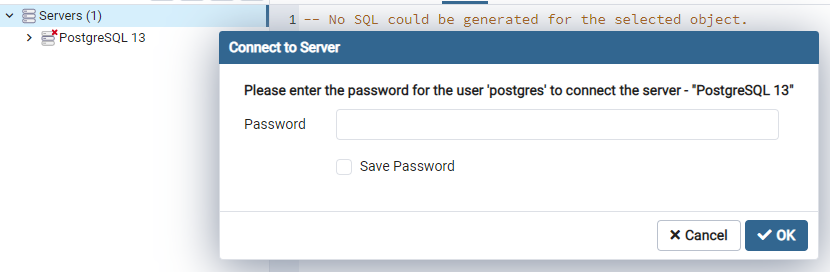 Servers (1)
PostgreSQL 13
1 -- No SQL could be generated for the selected object.
Connect to Server
Please enter the password for the user 'postgres' to connect the server - "PostgreSQL 13"
Password
Save Password
Cancel
OK